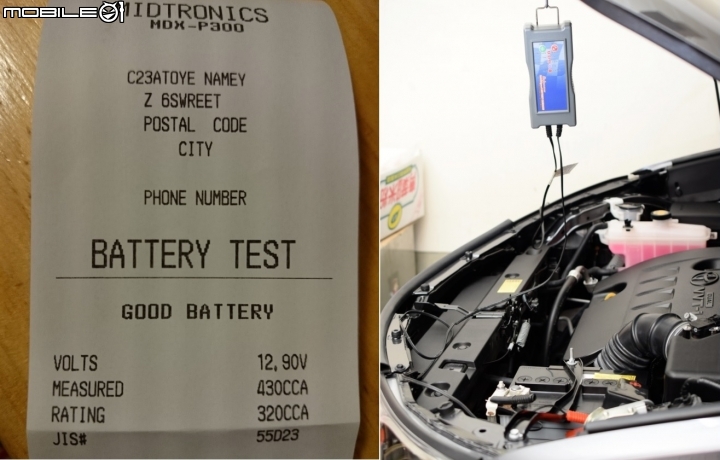 MOBILE01
MIDTRONICS
MDX-P300
C23ATOYE NAMEY
Z 6SWREET
POSTAL CODE
CITY
PHONE NUMBER
BATTERY TEST
GOOD BATTERY
VOLTS 12,90V
MEASURED 430CCA
RATING 320CCA
JIS# 55D23
VVT-i